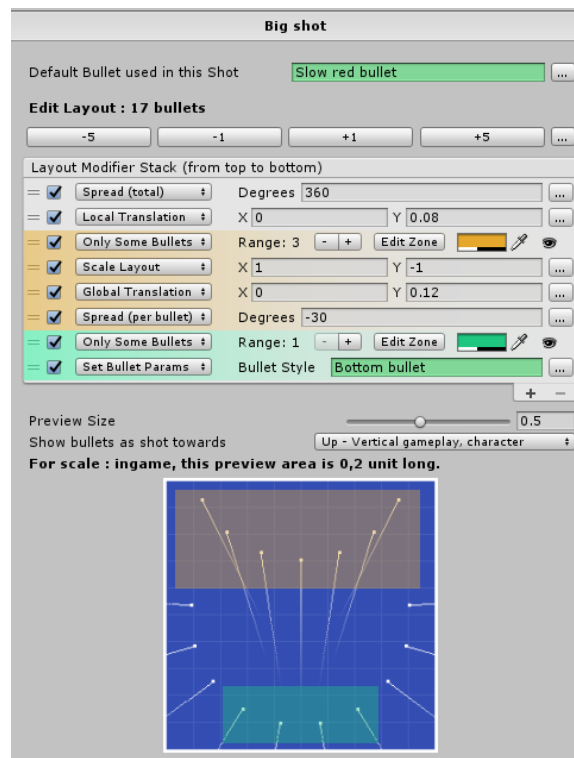 Big shot
Default Bullet used in this Shot Slow red bullet ...
Edit Layout : 17 bullets
-5 -1 +1 +5 ...
Layout Modifier Stack (from top to bottom)
Spread (total) Degrees 360 ...
Local Translation X 0 Y 0.08 ...
Only Some Bullets Range: 3 - + Edit Zone
Scale Layout X 1 Y -1 ...
Global Translation X 0 Y 0.12 ...
Spread (per bullet) Degrees -30 ...
Only Some Bullets Range: 1 - + Edit Zone
Set Bullet Params Bullet Style Bottom bullet ...
+ -
Preview Size 0.5
Show bullets as shot towards Up - Vertical gameplay, character
For scale : ingame, this preview area is 0,2 unit long.